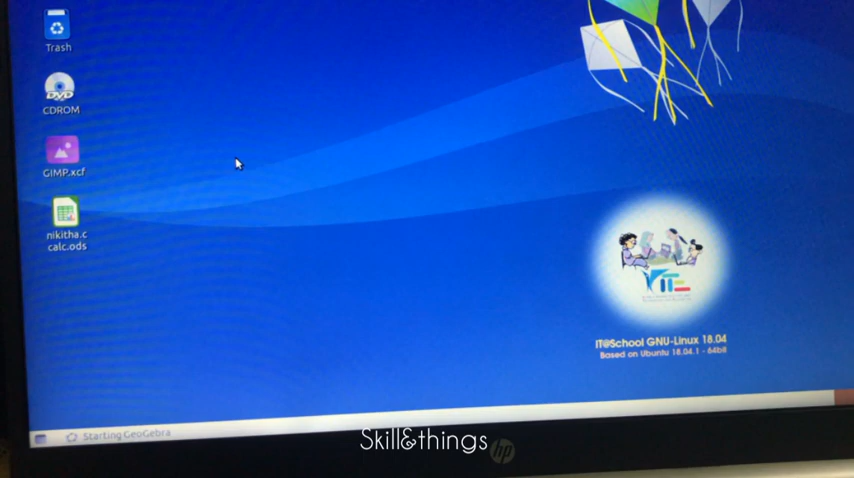 Trash
DVD
CDROM
GIMP.xcf
nikitha.c
calc.ods
IT@School GNU-Linux 18.04
Based on Ubuntu 18.04.1 - 64bit
Starting GeoGebra
Skill&things
hp